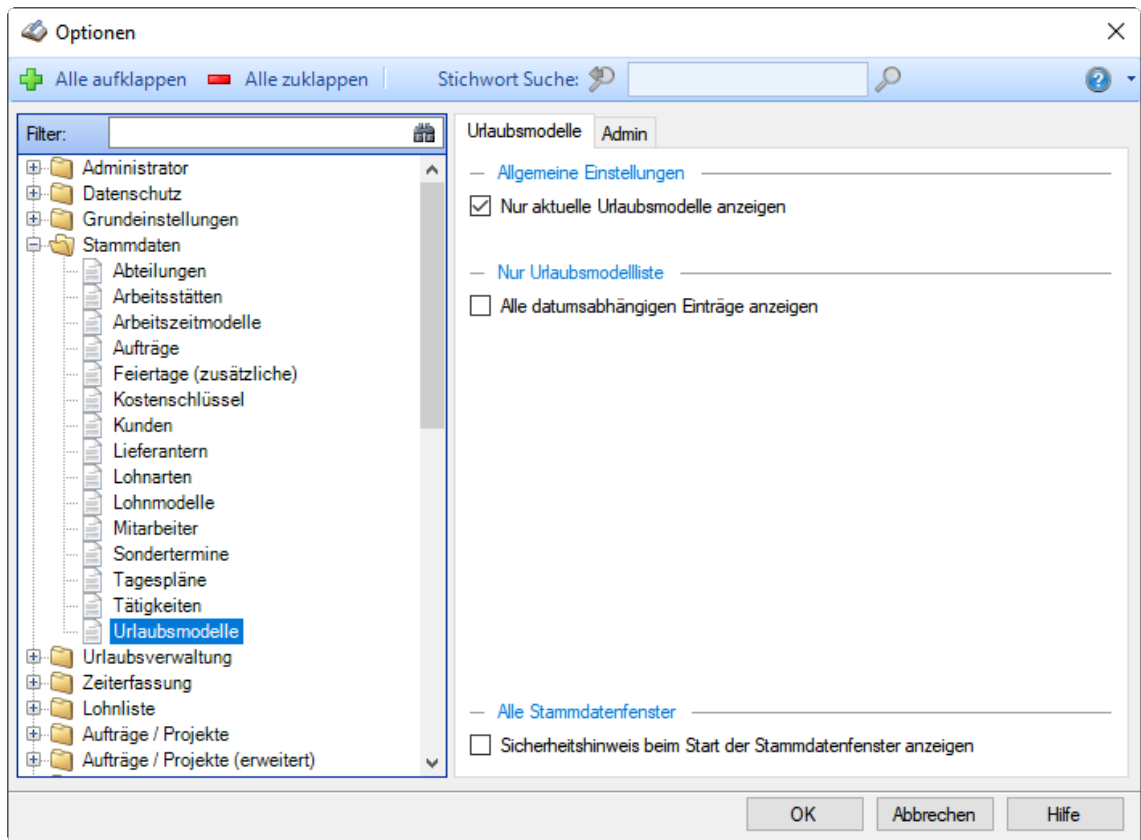 Optionen
Alle aufklappen Alle zuklappen Stichwort Suche:
Filter:
Administrator
Datenschutz
Grundeinstellungen
Stammdaten
Abteilungen
Arbeitsstätten
Arbeitszeitmodelle
Aufträge
Feiertage (zusätzliche)
Kostenschlüssel
Kunden
Lieferantern
Lohnarten
Lohnmodelle
Mitarbeiter
Sondertermine
Tagespläne
Tätigkeiten
Urlaubsmodelle
Urlaubsverwaltung
Zeiterfassung
Lohnliste
Aufträge / Projekte
Aufträge / Projekte (erweitert)
Urlaubsmodelle Admin
Allgemeine Einstellungen
Nur aktuelle Urlaubsmodelle anzeigen
Nur Urlaubsmodellliste
Alle datumsabhängigen Einträge anzeigen
Alle Stammdatenfenster
Sicherheitshinweis beim Start der Stammdatenfenster anzeigen
OK Abbrechen Hilfe